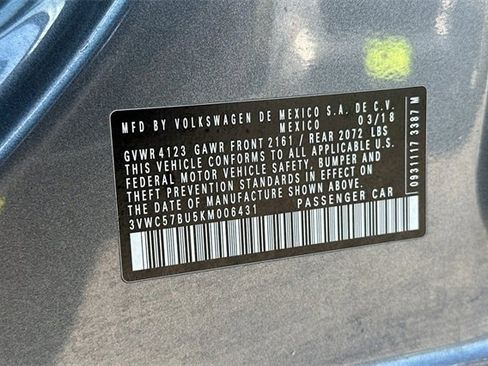 MFD BY VOLKSWAGEN DE MEXICO S.A. DE C.V.
MEXICO 03/18
GVWR 4123 GAWR FRONT 2161 / REAR 2072 LBS
THIS VEHICLE CONFORMS TO ALL APPLICABLE U.S.
FEDERAL MOTOR VEHICLE SAFETY, BUMPER AND
THEFT PREVENTION STANDARDS IN EFFECT ON
THE DATE OF MANUFACTURE SHOWN ABOVE.
3VWC57BU5KM006431 PASSENGER CAR
0931117 3387 M